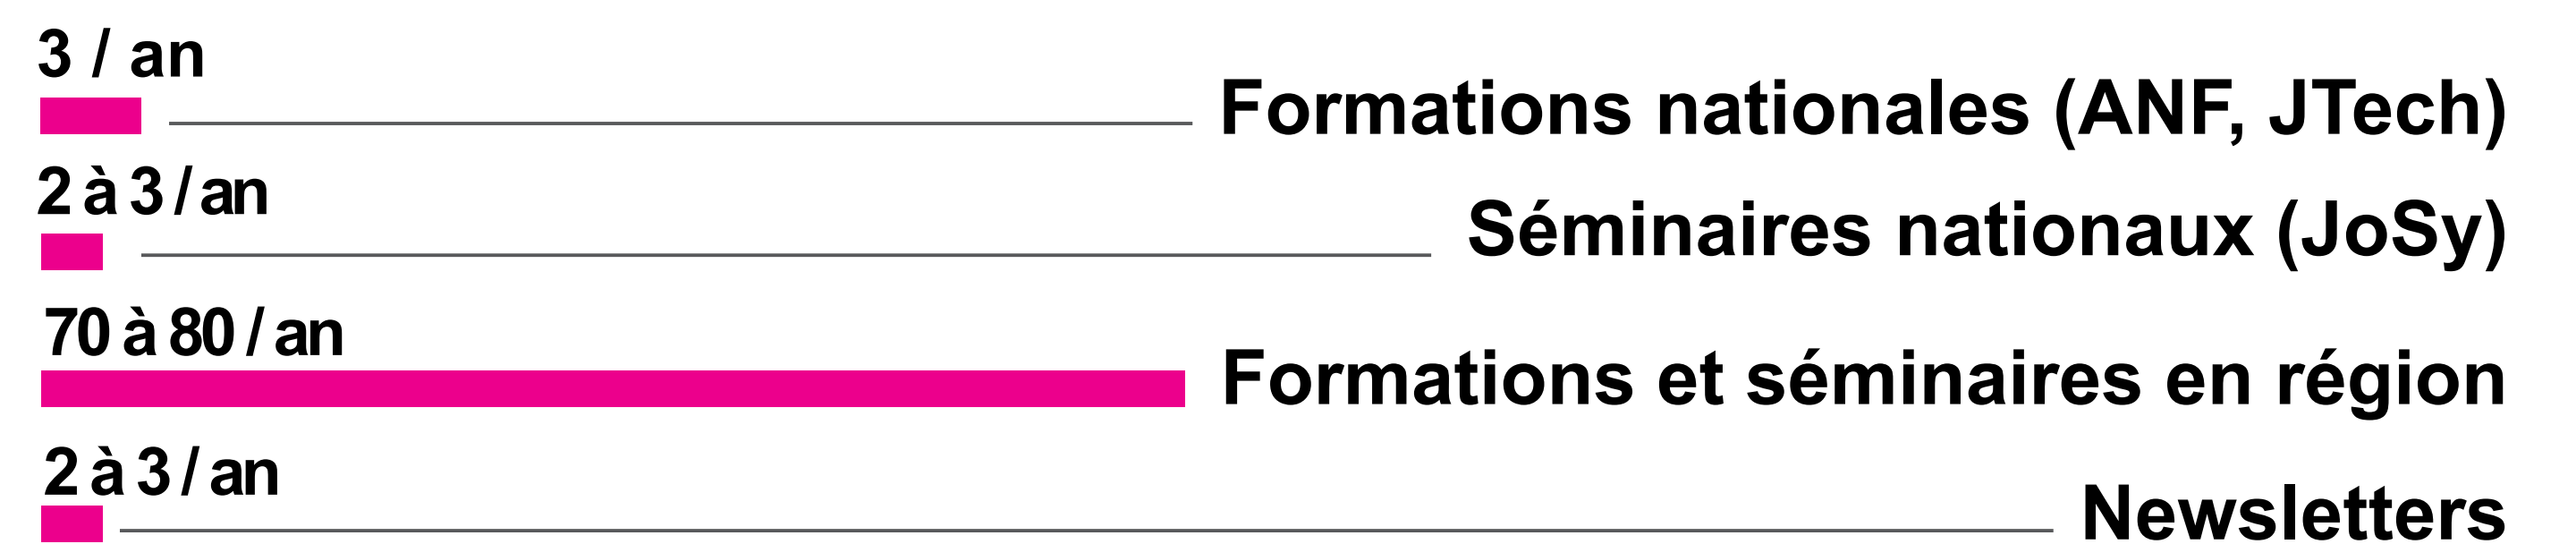 3 / an
Formations nationales (ANF, JTech)
2 à 3 / an
Séminaires nationaux (JoSy)
70 à 80 / an
Formations et séminaires en région
2 à 3 / an
Newsletters